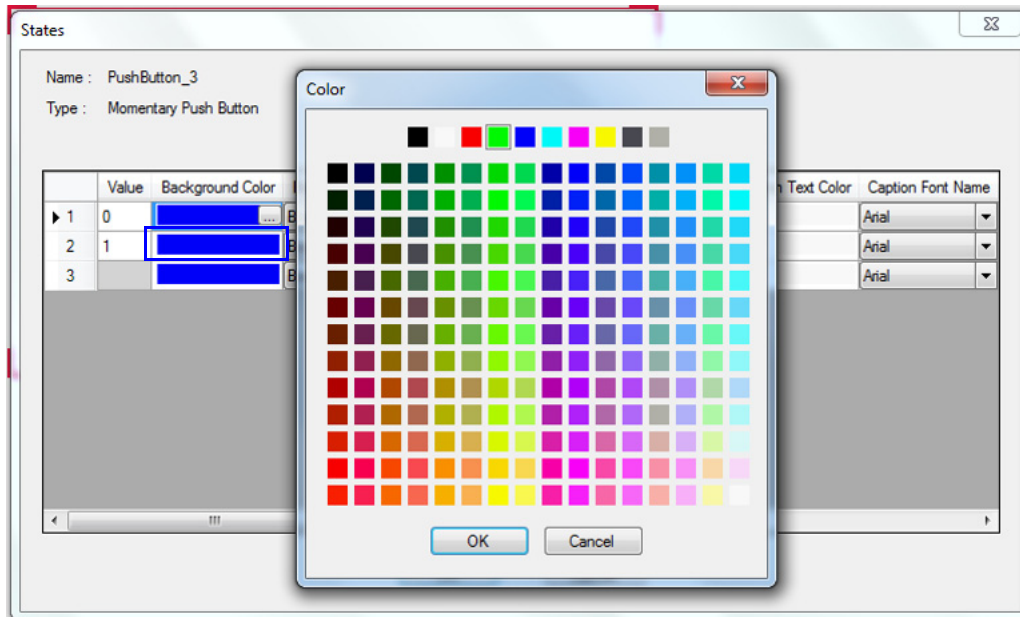 States
Name : PushButton_3
Type : Momentary Push Button
Color
Value Background Color Text Color Caption Font Name
1 0 ... B Arial
2 1 B Arial
3 B Arial
OK Cancel